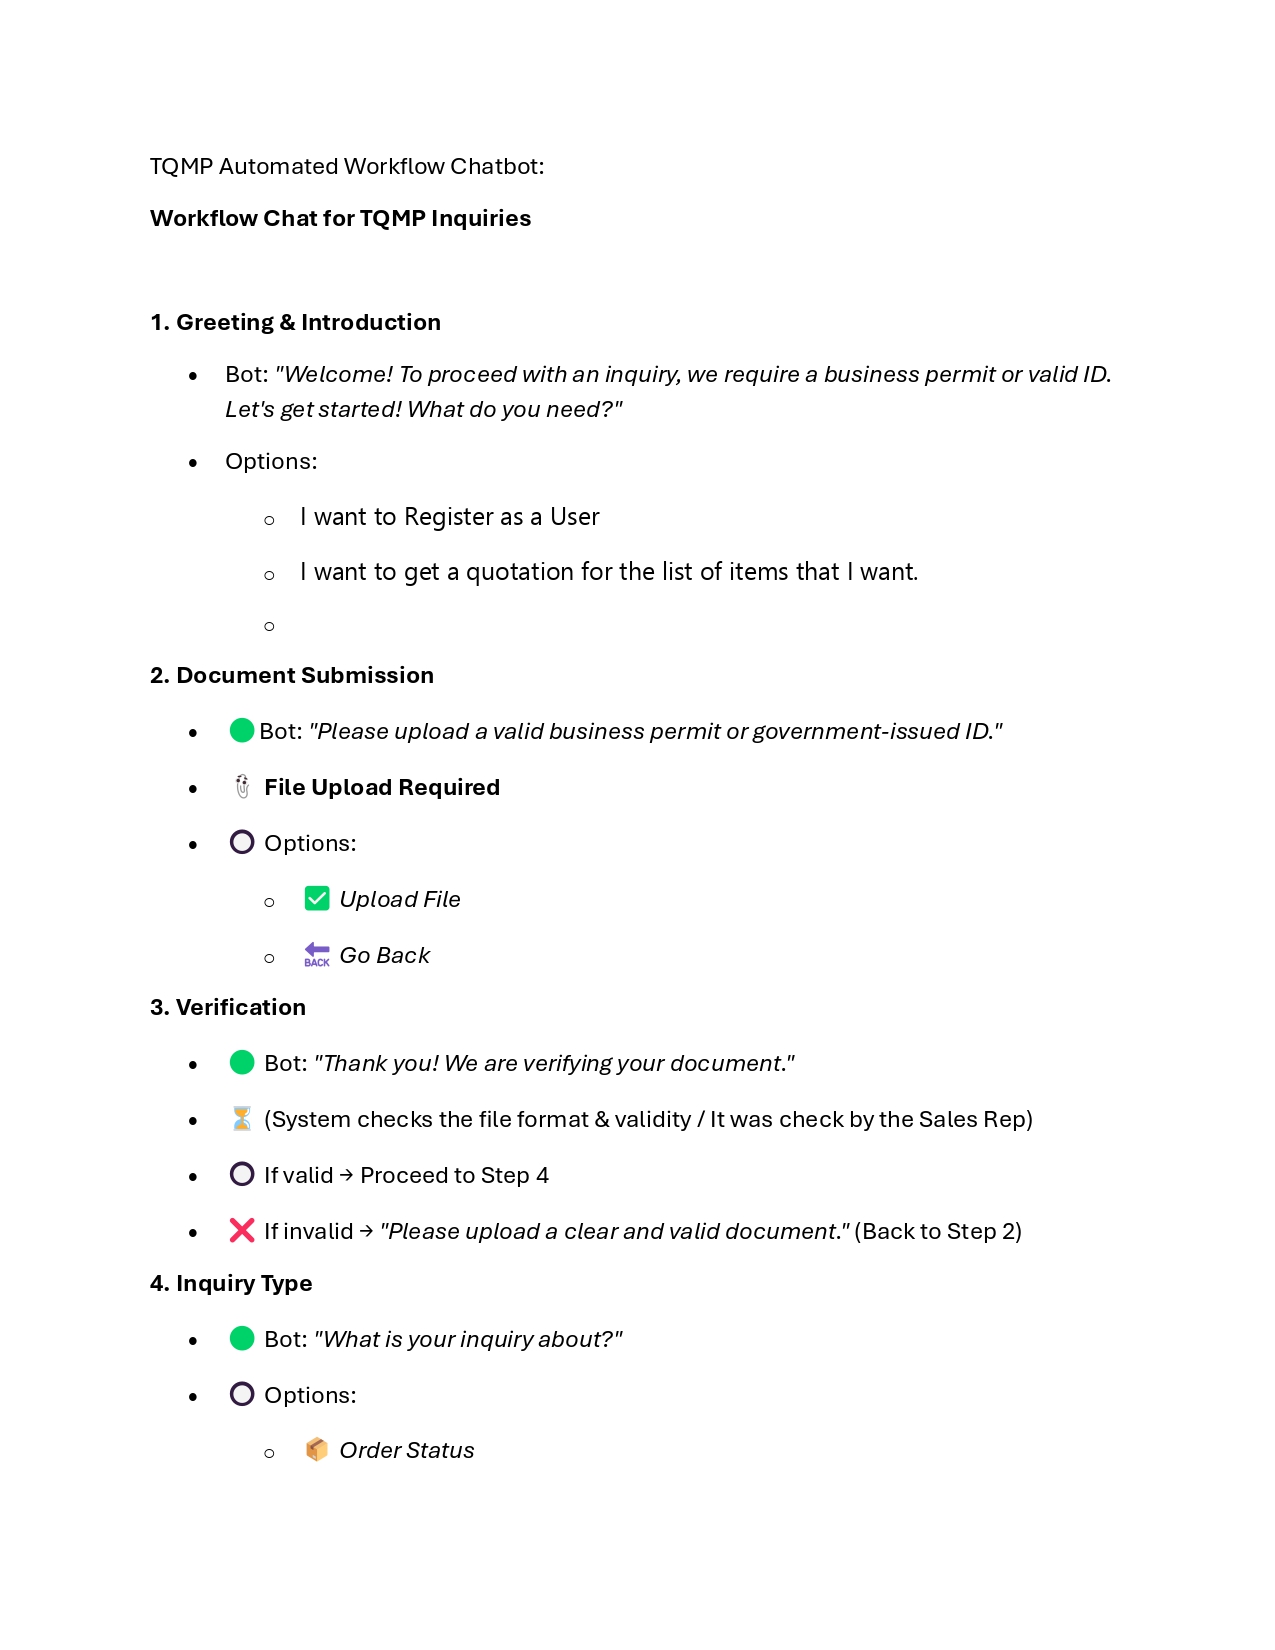 TQMP Automated Workflow Chatbot:
Workflow Chat for TQMP Inquiries
1. Greeting & Introduction
• Bot: "Welcome! To proceed with an inquiry, we require a business permit or valid ID.
Let's get started! What do you need?"
• Options:
o I want to Register as a User
o I want to get a quotation for the list of items that I want.
o
2. Document Submission
• 🟢 Bot: "Please upload a valid business permit or government-issued ID."
• 📎 File Upload Required
• ⭕ Options:
o ✅ Upload File
o 🔙 Go Back
3. Verification
• 🟢 Bot: "Thank you! We are verifying your document."
• ⏳ (System checks the file format & validity / It was check by the Sales Rep)
• ⭕ If valid → Proceed to Step 4
• ❌ If invalid → "Please upload a clear and valid document." (Back to Step 2)
4. Inquiry Type
• 🟢 Bot: "What is your inquiry about?"
• ⭕ Options:
o 📦 Order Status